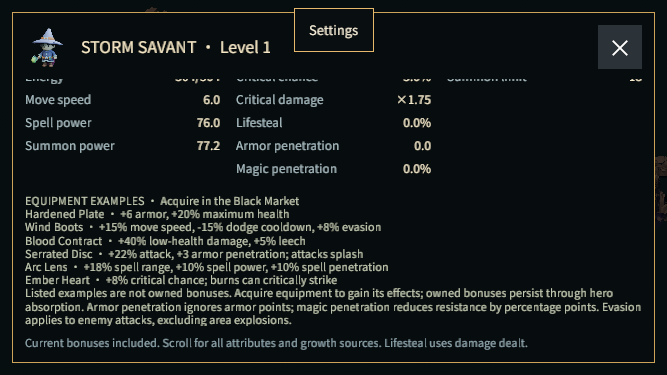 Settings
STORM SAVANT • Level 1
Energy
Critical chance
Summon limit
Move speed 6.0 Critical damage ×1.75
Spell power 76.0 Lifesteal 0.0%
Summon power 77.2 Armor penetration 0.0
Magic penetration 0.0%
EQUIPMENT EXAMPLES • Acquire in the Black Market
Hardened Plate • +6 armor, +20% maximum health
Wind Boots • +15% move speed, -15% dodge cooldown, +8% evasion
Blood Contract • +40% low-health damage, +5% leech
Serrated Disc • +22% attack, +3 armor penetration; attacks splash
Arc Lens • +18% spell range, +10% spell power, +10% spell penetration
Ember Heart • +8% critical chance; burns can critically strike
Listed examples are not owned bonuses. Acquire equipment to gain its effects; owned bonuses persist through hero
absorption. Armor penetration ignores armor points; magic penetration reduces resistance by percentage points. Evasion
applies to enemy attacks, excluding area explosions.
Current bonuses included. Scroll for all attributes and growth sources. Lifesteal uses damage dealt.